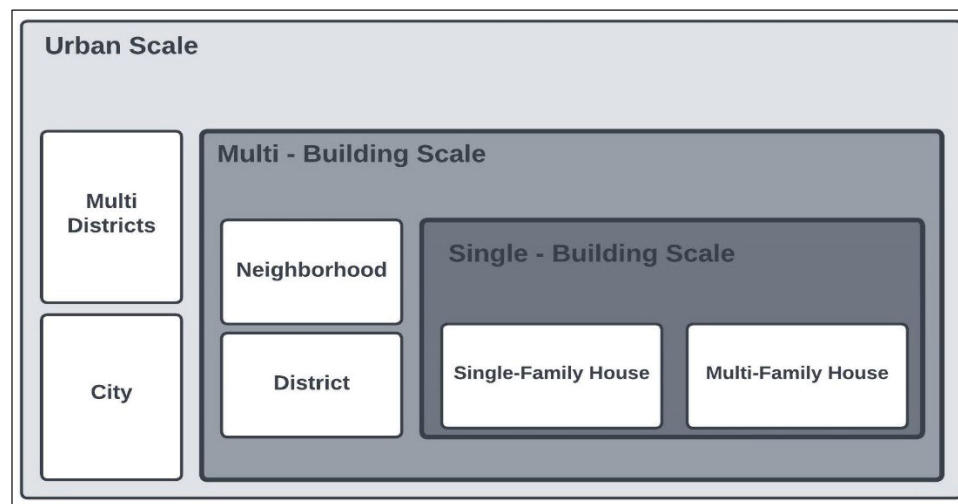 Urban Scale
Multi
Districts
City
Multi - Building Scale
Neighborhood
District
Single - Building Scale
Single-Family House
Multi-Family House